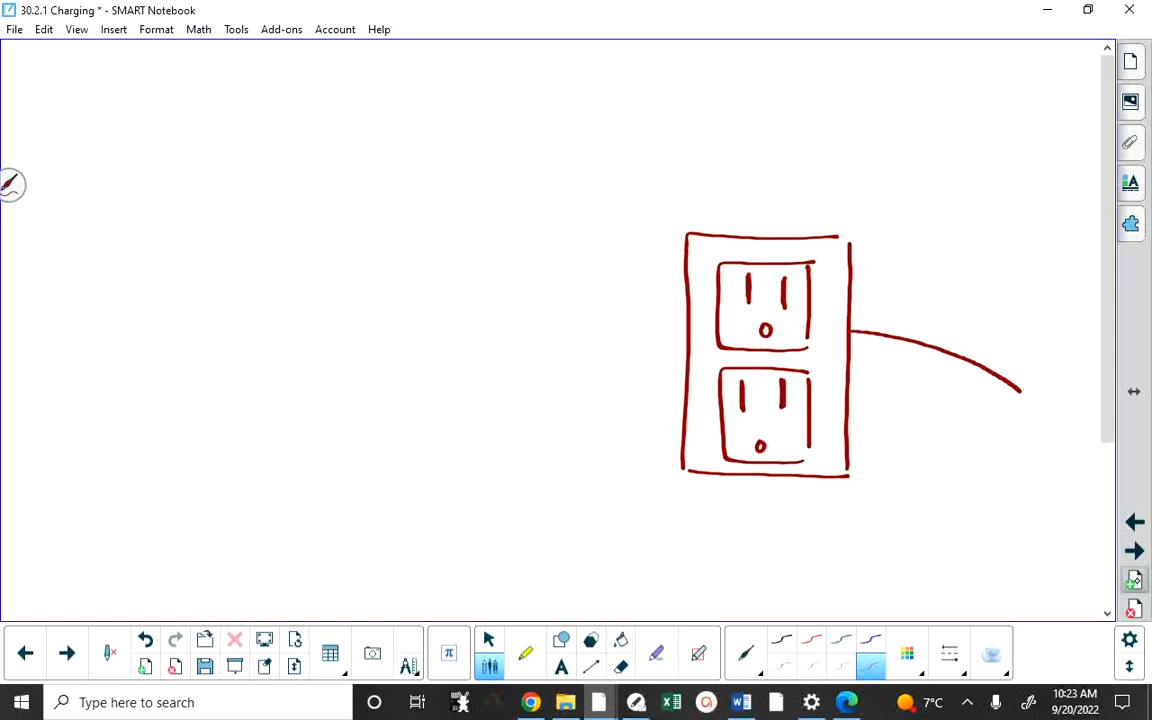 30.2.1 Charging * - SMART Notebook
File Edit View Insert Format Math Tools Add-ons Account Help
Type here to search
7°C
10:23 AM
9/20/2022